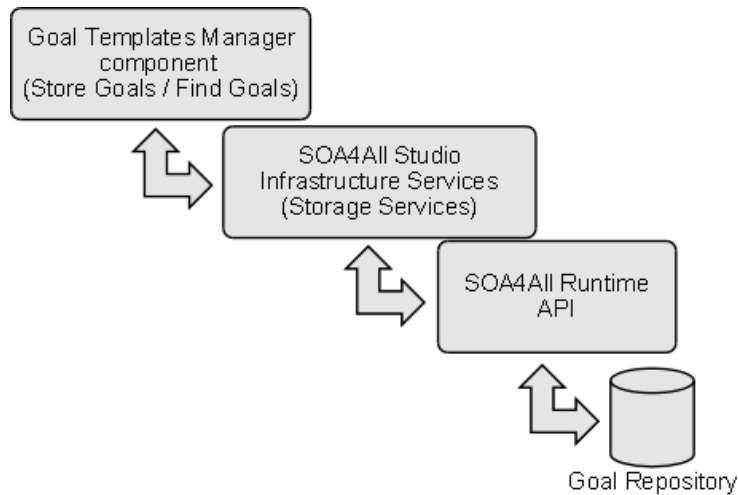 Goal Templates Manager
component
(Store Goals / Find Goals)
SOA4All Studio
Infrastructure Services
(Storage Services)
SOA4All Runtime
API
Goal Repository